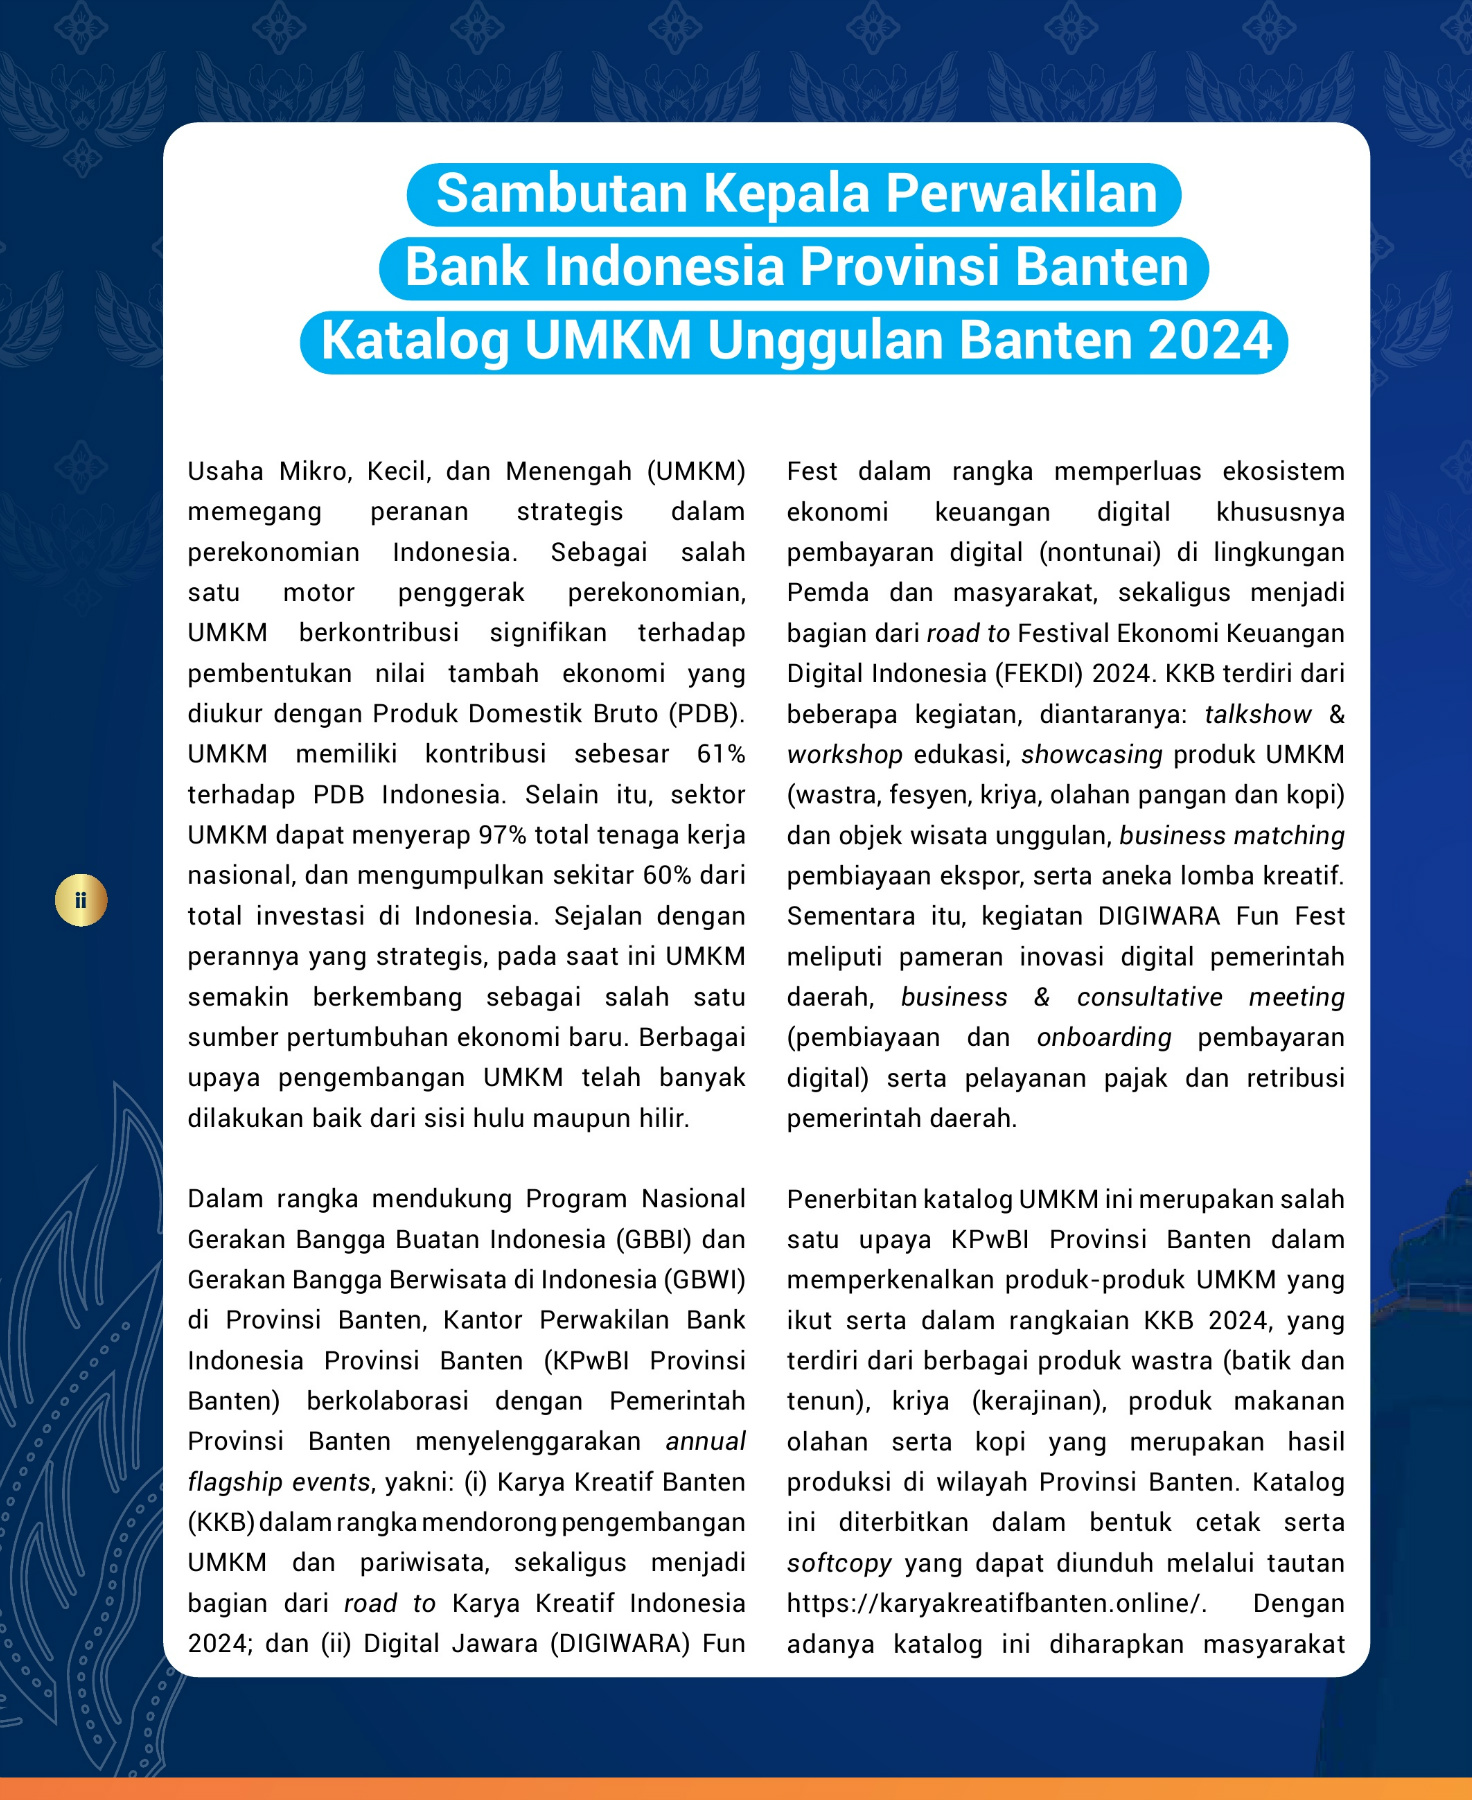 Sambutan Kepala Perwakilan
Bank Indonesia Provinsi Banten
Katalog UMKM Unggulan Banten 2024
Usaha Mikro, Kecil, dan Menengah (UMKM)
memegang peranan strategis dalam
perekonomian Indonesia. Sebagai salah
satu motor penggerak perekonomian,
UMKM berkontribusi signifikan terhadap
pembentukan nilai tambah ekonomi yang
diukur dengan Produk Domestik Bruto (PDB).
UMKM memiliki kontribusi sebesar 61%
terhadap PDB Indonesia. Selain itu, sektor
UMKM dapat menyerap 97% total tenaga kerja
nasional, dan mengumpulkan sekitar 60% dari
total investasi di Indonesia. Sejalan dengan
perannya yang strategis, pada saat ini UMKM
semakin berkembang sebagai salah satu
sumber pertumbuhan ekonomi baru. Berbagai
upaya pengembangan UMKM telah banyak
dilakukan baik dari sisi hulu maupun hilir.
Dalam rangka mendukung Program Nasional
Gerakan Bangga Buatan Indonesia (GBBI) dan
Gerakan Bangga Berwisata di Indonesia (GBWI)
di Provinsi Banten, Kantor Perwakilan Bank
Indonesia Provinsi Banten (KPwBI Provinsi
Banten) berkolaborasi dengan Pemerintah
Provinsi Banten menyelenggarakan annual
flagship events, yakni: (i) Karya Kreatif Banten
(KKB) dalam rangka mendorong pengembangan
UMKM dan pariwisata, sekaligus menjadi
bagian dari road to Karya Kreatif Indonesia
2024; dan (ii) Digital Jawara (DIGIWARA) Fun
Fest dalam rangka memperluas ekosistem
ekonomi keuangan digital khususnya
pembayaran digital (nontunai) di lingkungan
Pemda dan masyarakat, sekaligus menjadi
bagian dari road to Festival Ekonomi Keuangan
Digital Indonesia (FEKDI) 2024. KKB terdiri dari
beberapa kegiatan, diantaranya: talkshow &
workshop edukasi, showcasing produk UMKM
(wastra, fesyen, kriya, olahan pangan dan kopi)
dan objek wisata unggulan, business matching
pembiayaan ekspor, serta aneka lomba kreatif.
Sementara itu, kegiatan DIGIWARA Fun Fest
meliputi pameran inovasi digital pemerintah
daerah, business & consultative meeting
(pembiayaan dan onboarding pembayaran
digital) serta pelayanan pajak dan retribusi
pemerintah daerah.
Penerbitan katalog UMKM ini merupakan salah
satu upaya KPwBI Provinsi Banten dalam
memperkenalkan produk-produk UMKM yang
ikut serta dalam rangkaian KKB 2024, yang
terdiri dari berbagai produk wastra (batik dan
tenun), kriya (kerajinan), produk makanan
olahan serta kopi yang merupakan hasil
produksi di wilayah Provinsi Banten. Katalog
ini diterbitkan dalam bentuk cetak serta
softcopy yang dapat diunduh melalui tautan
https://karyakreatifbanten.online/. Dengan
adanya katalog ini diharapkan masyarakat
ii